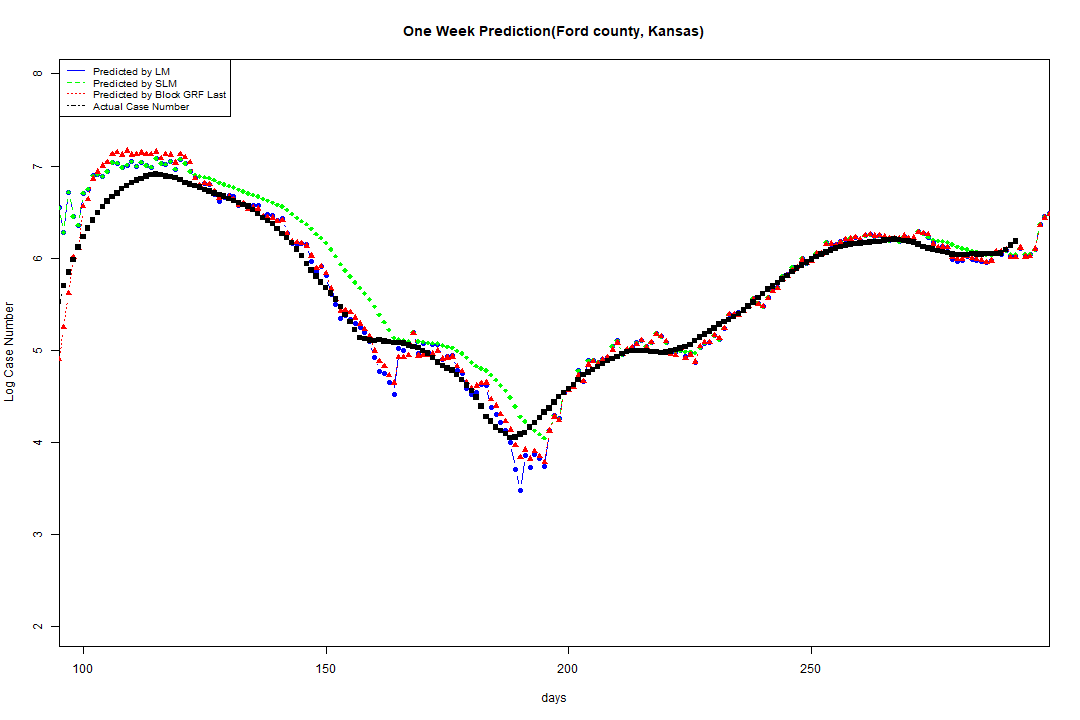 One Week Prediction(Ford county, Kansas)
Predicted by LM
Predicted by SLM
Predicted by Block GRF Last
Actual Case Number
8
7
6
5
4
3
2
Log Case Number
100 150 200 250
days